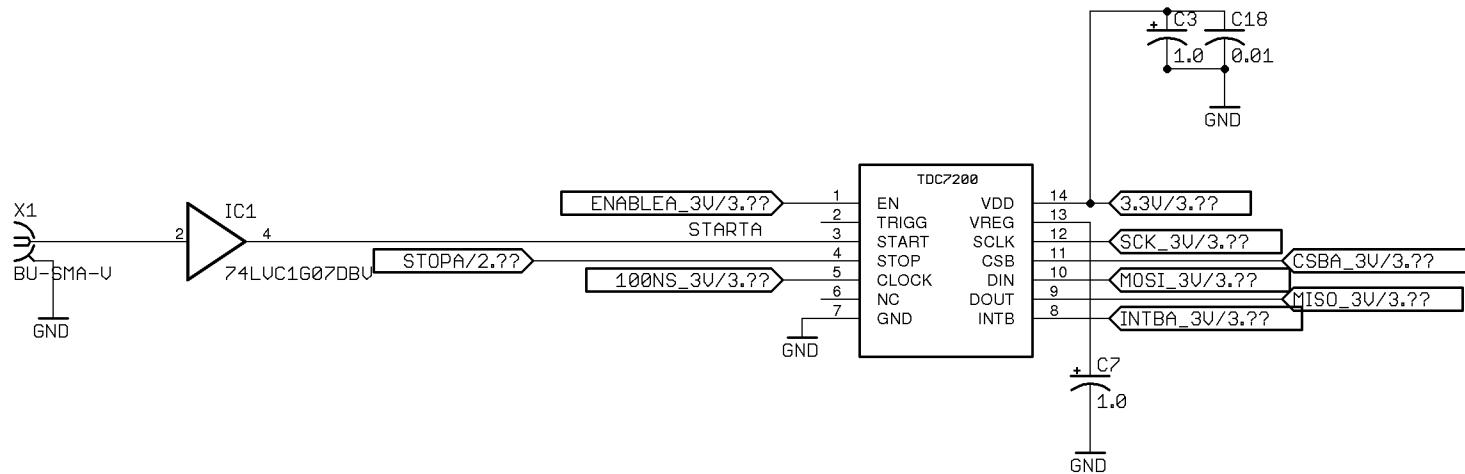 C3
C18
1.0
0.01
GND
TDC7200
ENABLEA_3V/3.??
1
EN
VDD
14
3.3V/3.??
2
TRIGG
VREG
13
X1
IC1
STARTA
3
START
SCLK
12
SCK_3V/3.??
2
4
STOPA/2.??
4
STOP
CSB
11
CSBA_3V/3.??
BU-SMA-V
74LVC1G07DBV
100NS_3V/3.??
5
CLOCK
DIN
10
MOSI_3V/3.??
6
NC
DOUT
9
MISO_3V/3.??
7
GND
INTB
8
INTBA_3V/3.??
GND
GND
C7
1.0
GND